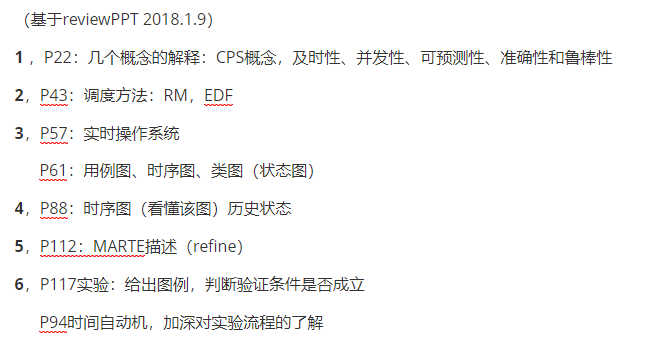 （基于reviewPPT 2018.1.9）
1 ，P22：几个概念的解释：CPS概念，及时性、并发性、可预测性、准确性和鲁棒性
2，P43：调度方法：RM，EDF
3，P57：实时操作系统
P61：用例图、时序图、类图（状态图）
4，P88：时序图（看懂该图）历史状态
5，P112：MARTE描述（refine）
6，P117实验：给出图例，判断验证条件是否成立
P94时间自动机，加深对实验流程的了解